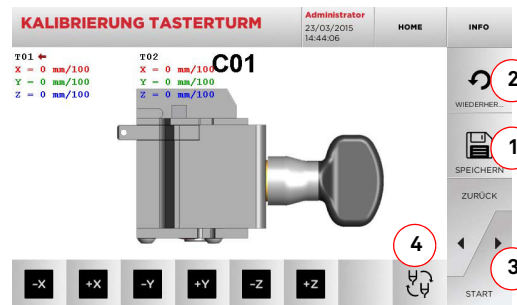 KALIBRIERUNG TASTERTURM
Administrator
23/03/2015
14:44:06
HOME
INFO
T01
X = 0 mm/100
Y = 0 mm/100
Z = 0 mm/100
T02
X = 0 mm/100
Y = 0 mm/100
Z = 0 mm/100
C01
2
WIEDERHER...
1
SPEICHERN
ZURÜCK
4
3
START
-X
+X
-Y
+Y
-Z
+Z